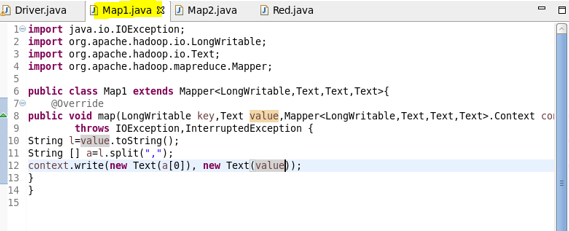 Driver.java Map1.java Map2.java Red.java
1 import java.io.IOException;
2 import org.apache.hadoop.io.LongWritable;
3 import org.apache.hadoop.io.Text;
4 import org.apache.hadoop.mapreduce.Mapper;
5
6 public class Map1 extends Mapper<LongWritable,Text,Text,Text>{
7 @Override
8 public void map(LongWritable key,Text value,Mapper<LongWritable,Text,Text,Text>.Context con
9 throws IOException,InterruptedException {
10 String l=value.toString();
11 String [] a=l.split(",");
12 context.write(new Text(a[0]), new Text(value));
13 }
14 }
15